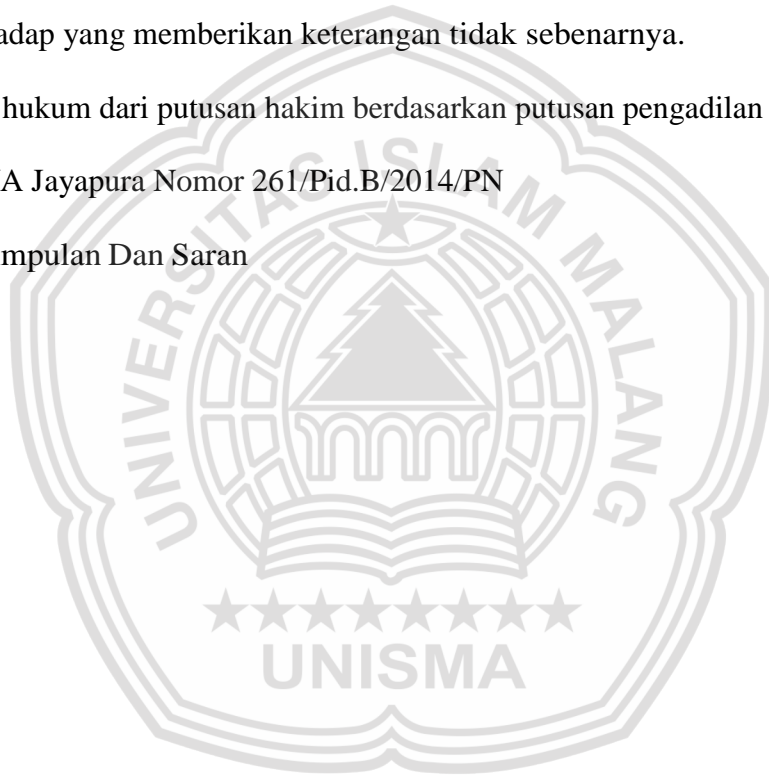 adap yang memberikan keterangan tidak sebenarnya.
hukum dari putusan hakim berdasarkan putusan pengadilan
A Jayapura Nomor 261/Pid.B/2014/PN
mpulan Dan Saran
UNIVERSITAS ISLAM MALANG
UNISMA